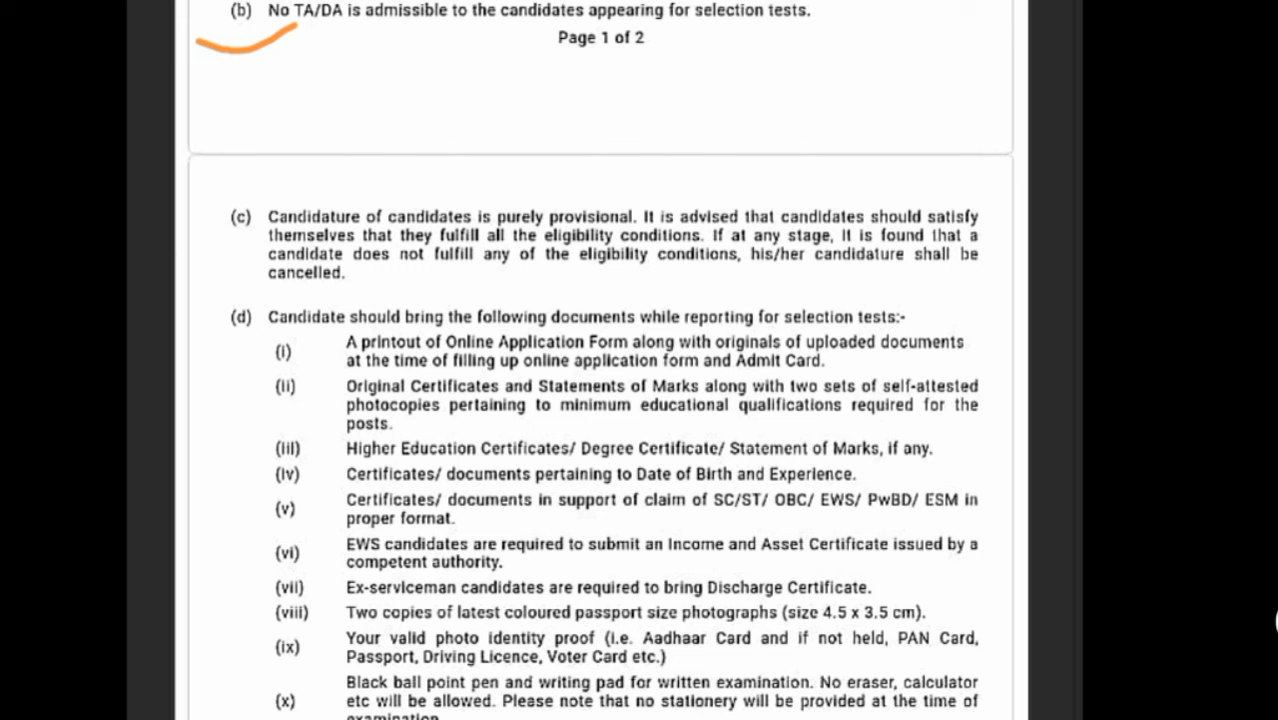 (b) No TA/DA is admissible to the candidates appearing for selection tests.
Page 1 of 2
(c) Candidature of candidates is purely provisional. It is advised that candidates should satisfy
themselves that they fulfill all the eligibility conditions. If at any stage, it is found that a
candidate does not fulfill any of the eligibility conditions, his/her candidature shall be
cancelled.
(d) Candidate should bring the following documents while reporting for selection tests:-
(i) A printout of Online Application Form along with originals of uploaded documents
at the time of filling up online application form and Admit Card.
(ii) Original Certificates and Statements of Marks along with two sets of self-attested
photocopies pertaining to minimum educational qualifications required for the
posts.
(iii) Higher Education Certificates/ Degree Certificate/ Statement of Marks, if any.
(iv) Certificates/ documents pertaining to Date of Birth and Experience.
(v) Certificates/ documents in support of claim of SC/ST/ OBC/ EWS/ PwBD/ ESM in
proper format.
(vi) EWS candidates are required to submit an Income and Asset Certificate issued by a
competent authority.
(vii) Ex-serviceman candidates are required to bring Discharge Certificate.
(viii) Two copies of latest coloured passport size photographs (size 4.5 x 3.5 cm).
(ix) Your valid photo identity proof (i.e. Aadhaar Card and if not held, PAN Card,
Passport, Driving Licence, Voter Card etc.)
(x) Black ball point pen and writing pad for written examination. No eraser, calculator
etc will be allowed. Please note that no stationery will be provided at the time of
examination.